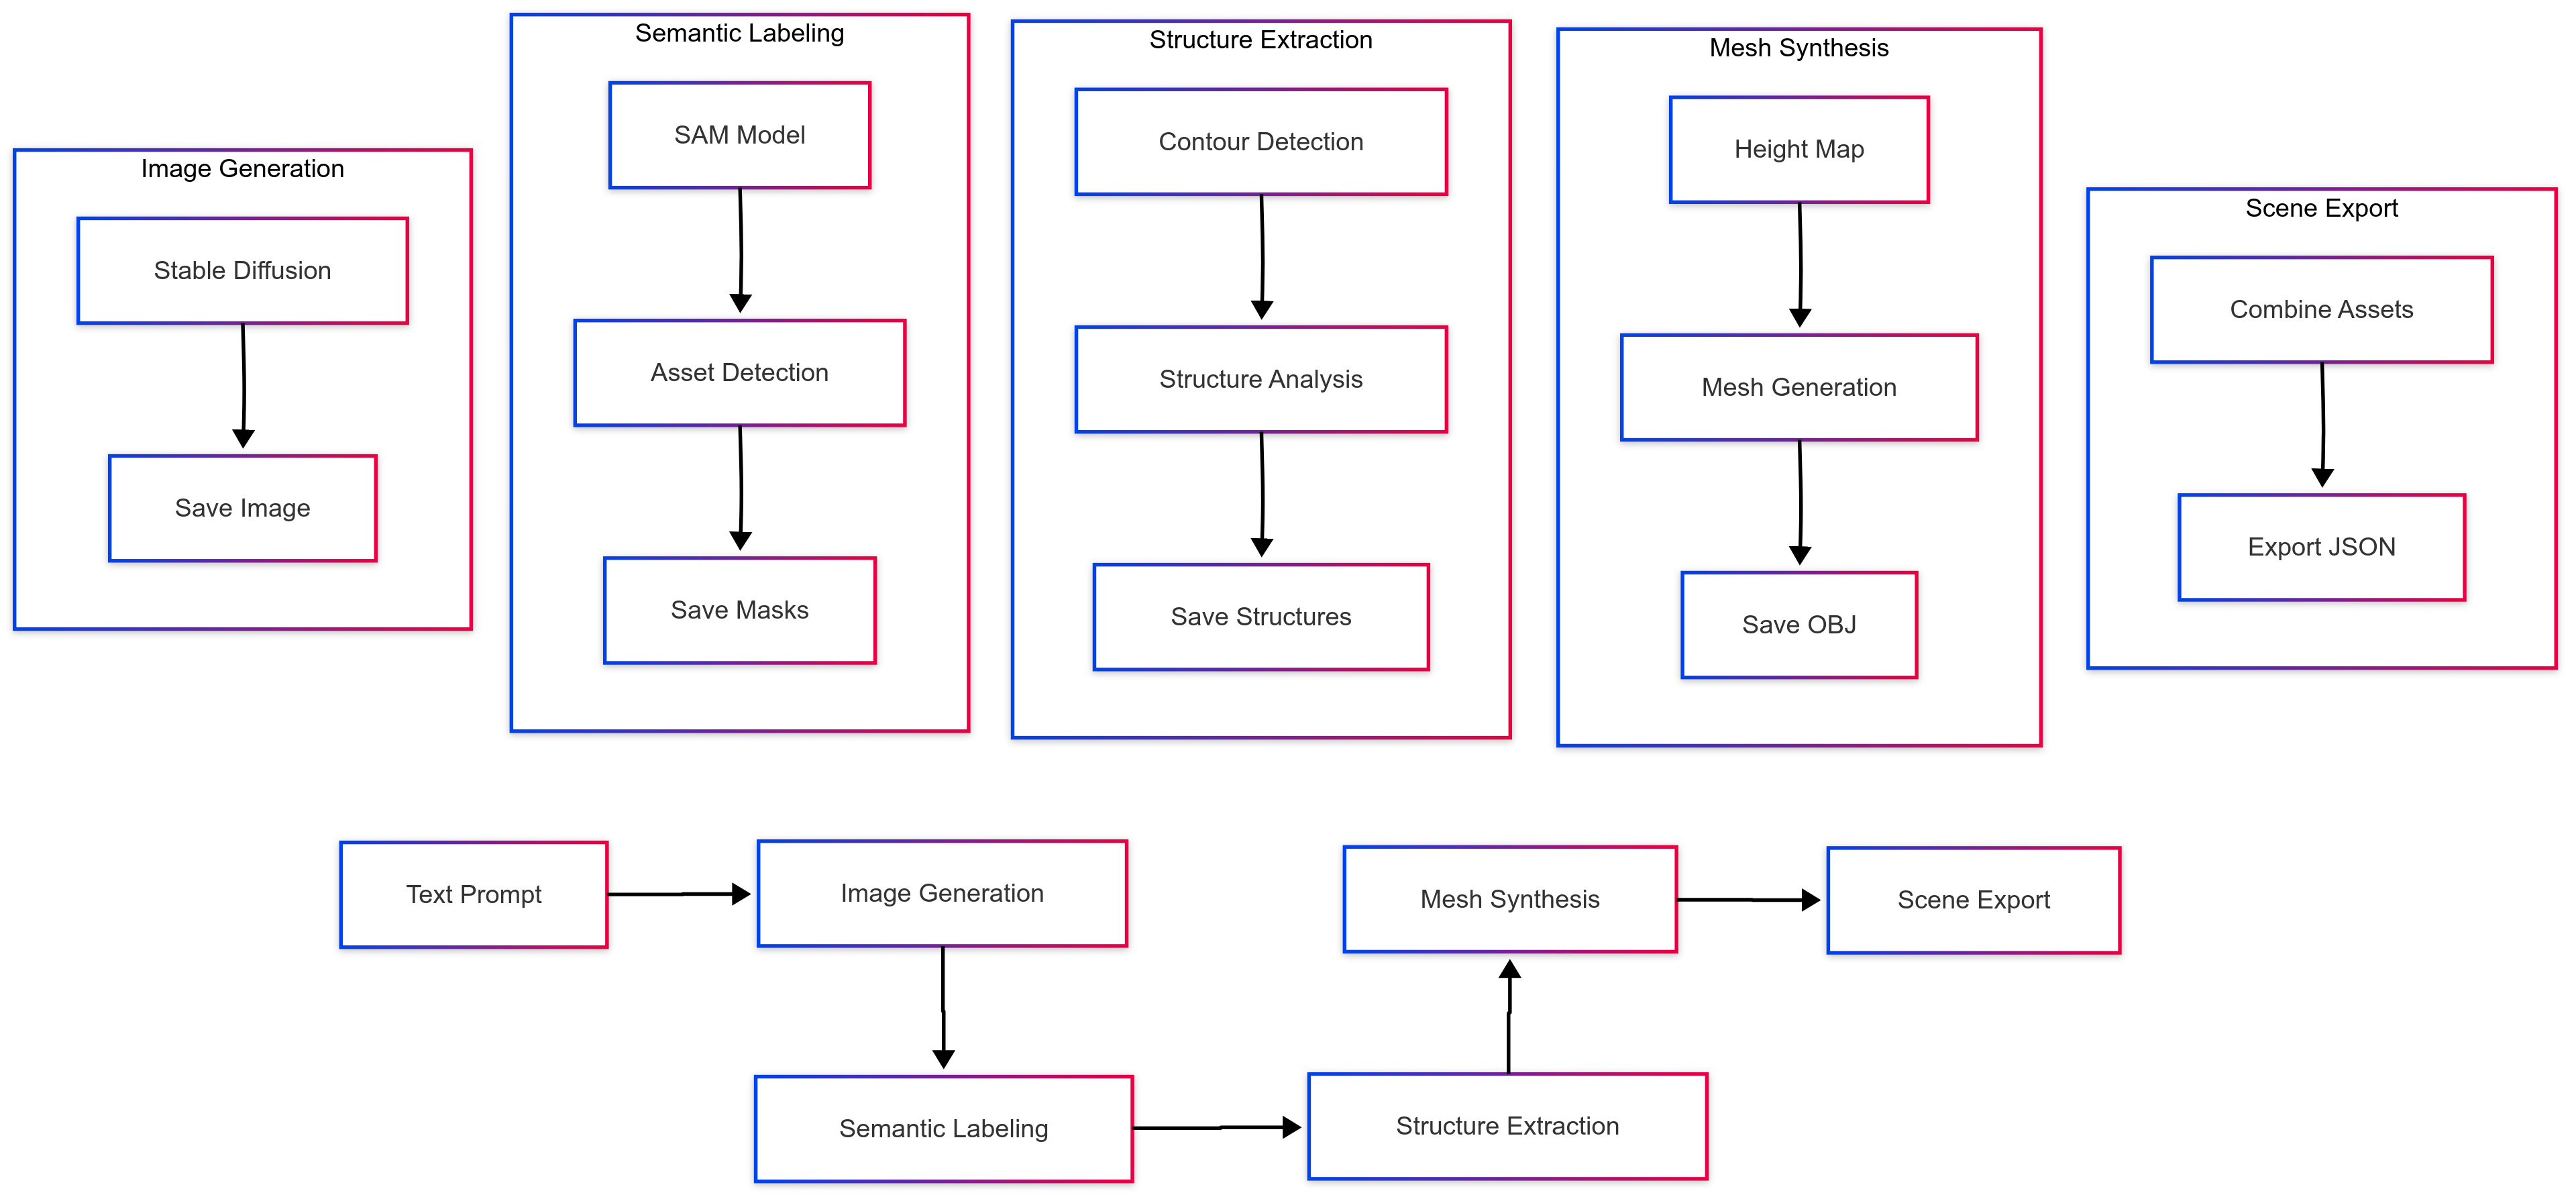 Image Generation
Stable Diffusion
Save Image
Semantic Labeling
SAM Model
Asset Detection
Save Masks
Structure Extraction
Contour Detection
Structure Analysis
Save Structures
Mesh Synthesis
Height Map
Mesh Generation
Save OBJ
Scene Export
Combine Assets
Export JSON
Text Prompt
Image Generation
Semantic Labeling
Structure Extraction
Mesh Synthesis
Scene Export